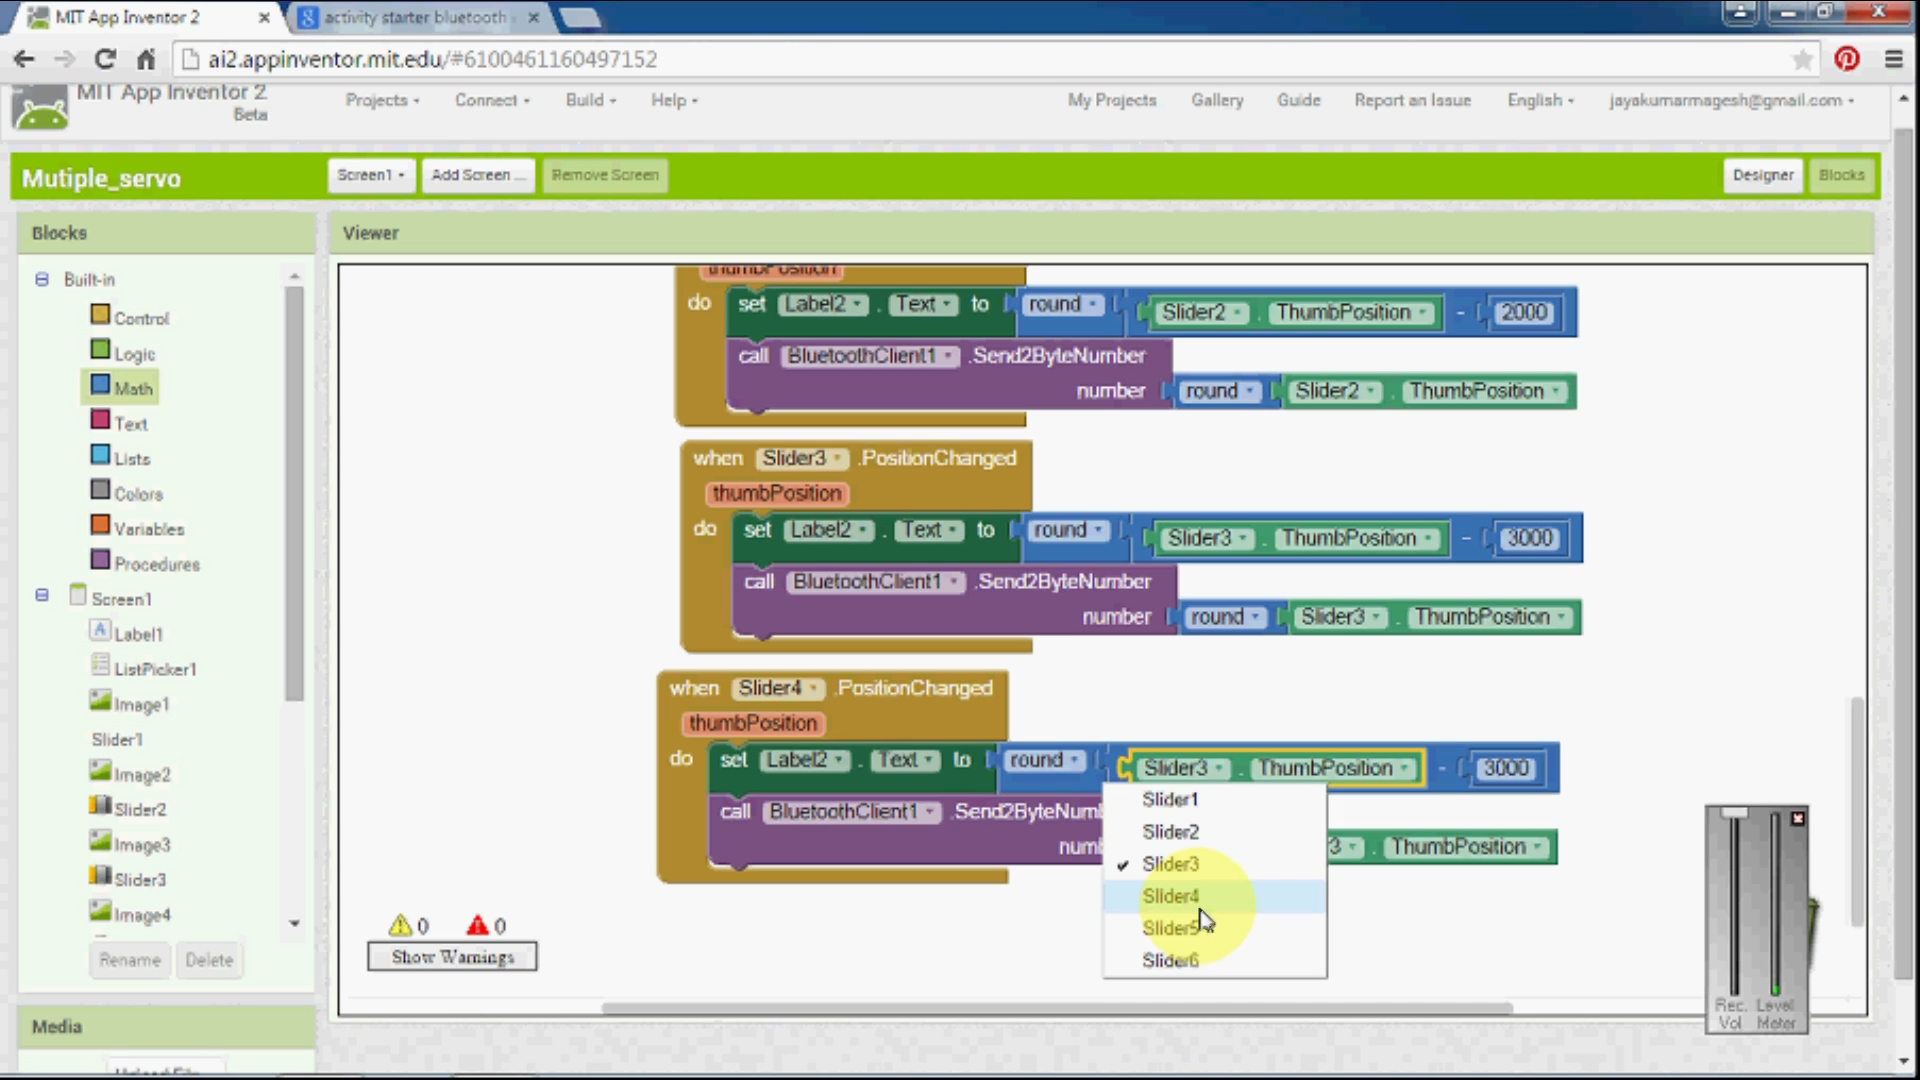 MIT App Inventor 2
activity starter bluetooth
ai2.appinventor.mit.edu/#6100461160497152
MIT App Inventor 2
Beta
Projects
Connect
Build
Help
My Projects
Gallery
Guide
Report an Issue
English
jayakumarmagesh@gmail.com
Mutiple_servo
Screen1
Add Screen ...
Remove Screen
Designer
Blocks
Blocks
Viewer
Built-in
Control
Logic
Math
Text
Lists
Colors
Variables
Procedures
Screen1
Label1
ListPicker1
Image1
Slider1
Image2
Slider2
Image3
Slider3
Image4
Rename
Delete
Media
thumbPosition
do set Label2 . Text to round Slider2 . ThumbPosition - 2000
call BluetoothClient1 .Send2ByteNumber
number round Slider2 . ThumbPosition
when Slider3 .PositionChanged
thumbPosition
do set Label2 . Text to round Slider3 . ThumbPosition - 3000
call BluetoothClient1 .Send2ByteNumber
number round Slider3 . ThumbPosition
when Slider4 .PositionChanged
thumbPosition
do set Label2 . Text to round Slider3 . ThumbPosition - 3000
call BluetoothClient1 .Send2ByteNumb
numb 3 . ThumbPosition
Slider1
Slider2
Slider3
Slider4
Slider5
Slider6
0 0
Show Warnings
Rec. Level
Vol Meter